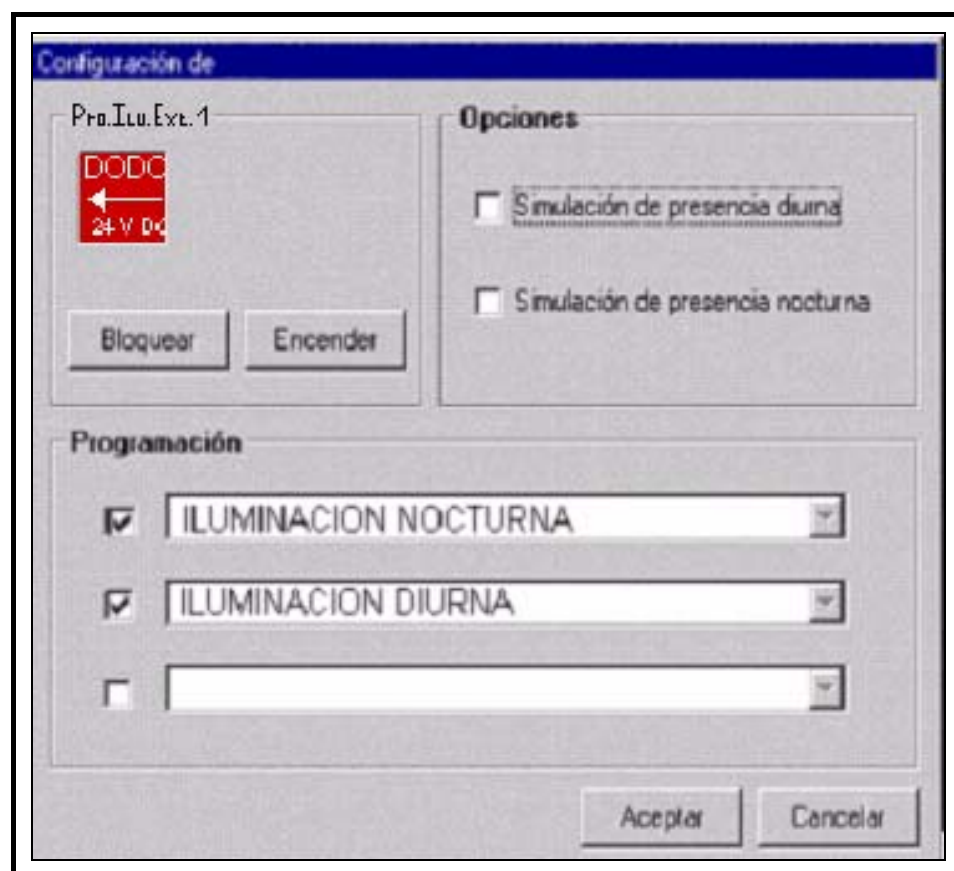 Configuración de
Pro.Ilu.Ext.1
DODC
24 V DC
Bloquear
Encender
Opciones
Simulación de presencia diurna
Simulación de presencia nocturna
Programación
ILUMINACION NOCTURNA
ILUMINACION DIURNA
Aceptar
Cancelar